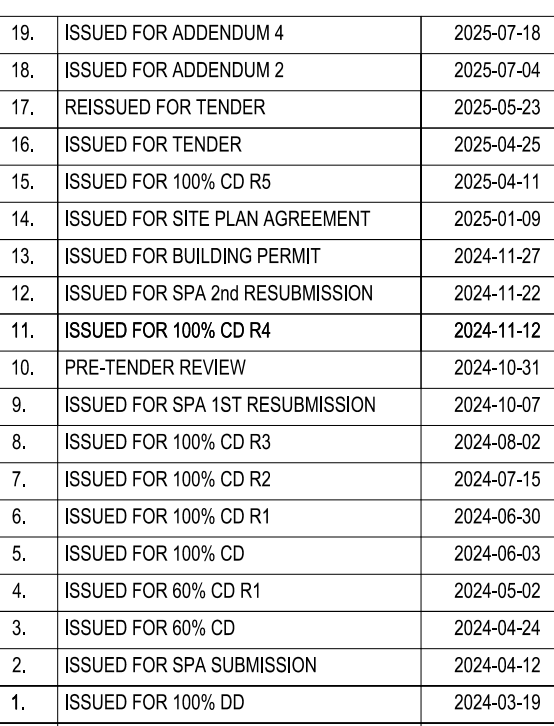 19. ISSUED FOR ADDENDUM 4 2025-07-18
18. ISSUED FOR ADDENDUM 2 2025-07-04
17. REISSUED FOR TENDER 2025-05-23
16. ISSUED FOR TENDER 2025-04-25
15. ISSUED FOR 100% CD R5 2025-04-11
14. ISSUED FOR SITE PLAN AGREEMENT 2025-01-09
13. ISSUED FOR BUILDING PERMIT 2024-11-27
12. ISSUED FOR SPA 2nd RESUBMISSION 2024-11-22
11. ISSUED FOR 100% CD R4 2024-11-12
10. PRE-TENDER REVIEW 2024-10-31
9. ISSUED FOR SPA 1ST RESUBMISSION 2024-10-07
8. ISSUED FOR 100% CD R3 2024-08-02
7. ISSUED FOR 100% CD R2 2024-07-15
6. ISSUED FOR 100% CD R1 2024-06-30
5. ISSUED FOR 100% CD 2024-06-03
4. ISSUED FOR 60% CD R1 2024-05-02
3. ISSUED FOR 60% CD 2024-04-24
2. ISSUED FOR SPA SUBMISSION 2024-04-12
1. ISSUED FOR 100% DD 2024-03-19